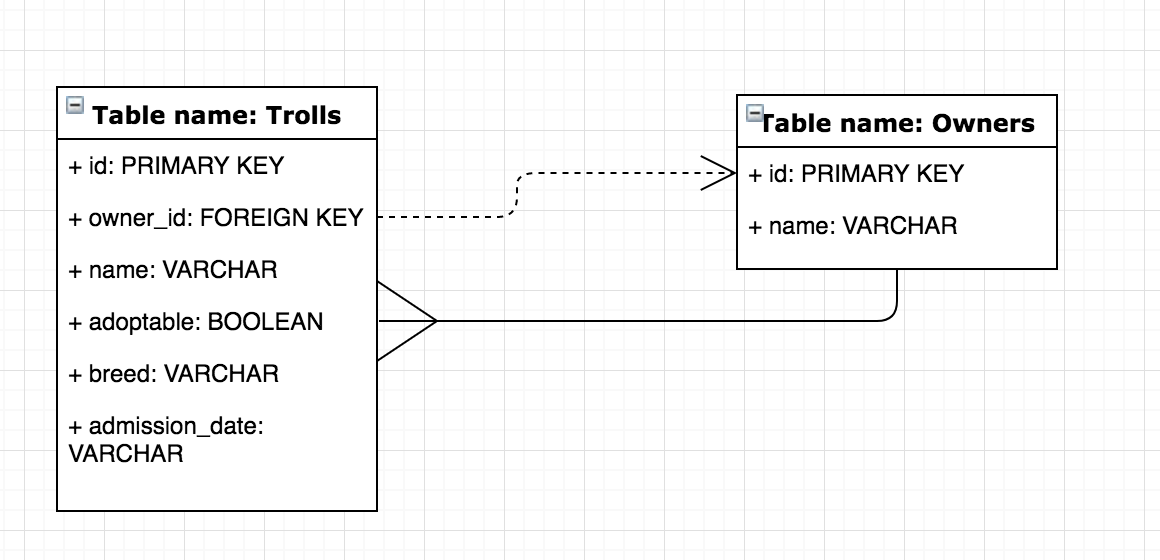 Table name: Trolls
+ id: PRIMARY KEY
+ owner_id: FOREIGN KEY
+ name: VARCHAR
+ adoptable: BOOLEAN
+ breed: VARCHAR
+ admission_date:
VARCHAR
Table name: Owners
+ id: PRIMARY KEY
+ name: VARCHAR